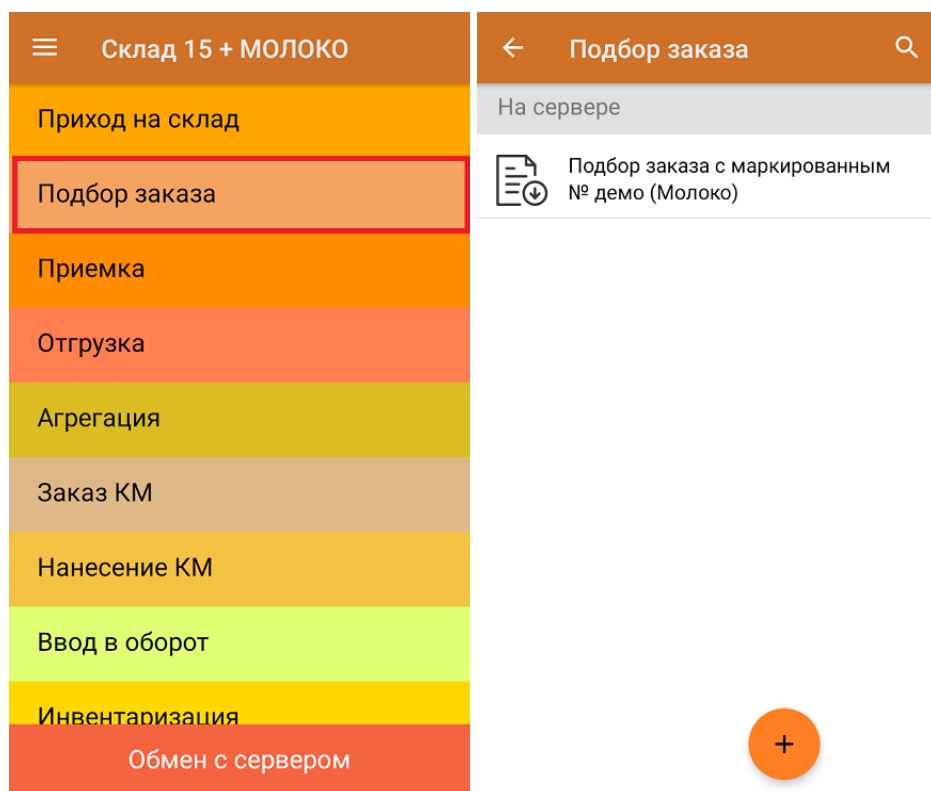 Склад 15 + МОЛОКО
Приход на склад
Подбор заказа
Приемка
Отгрузка
Агрегация
Заказ КМ
Нанесение КМ
Ввод в оборот
Инвентаризация
Обмен с сервером
Подбор заказа
На сервере
Подбор заказа с маркированным
№ демо (Молоко)
+